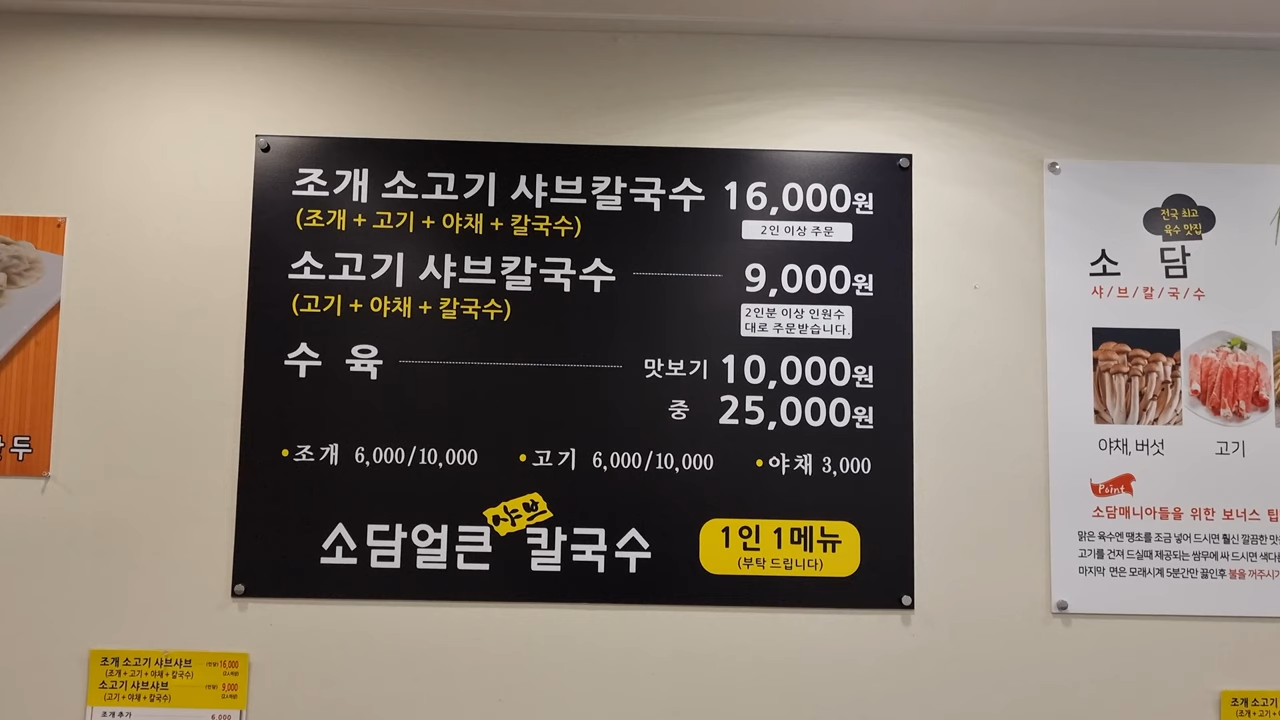 조개 소고기 샤브칼국수 16,000원
(조개 + 고기 + 야채 + 칼국수) 2인 이상 주문
소고기 샤브칼국수 9,000원
(고기 + 야채 + 칼국수) 2인분 이상 인원수
대로 주문받습니다.
수 육 맛보기 10,000원
중 25,000원
•조개 6,000/10,000 •고기 6,000/10,000 •야채 3,000
소담얼큰 샤브 칼국수
1인 1메뉴
(부탁 드립니다)
전국 최고
육수 맛집
소 담
샤/브/칼/국/수
야채, 버섯 고기
Point
소담매니아들을 위한 보너스 팁
맑은 육수엔 땡초를 조금 넣어 드시면 훨신 깔끔한
고기를 건져 드실때 제공되는 쌈무에 싸 드시면
마지막 면은 모래시계 5분간만 끓인후 불을
두
조개 소고기 샤브샤브 16,000
(조개 + 고기 + 야채 + 칼국수)
소고기 샤브샤브 9,000
(고기 + 야채 + 칼국수)
조개 추가 6,000
조개 소고기